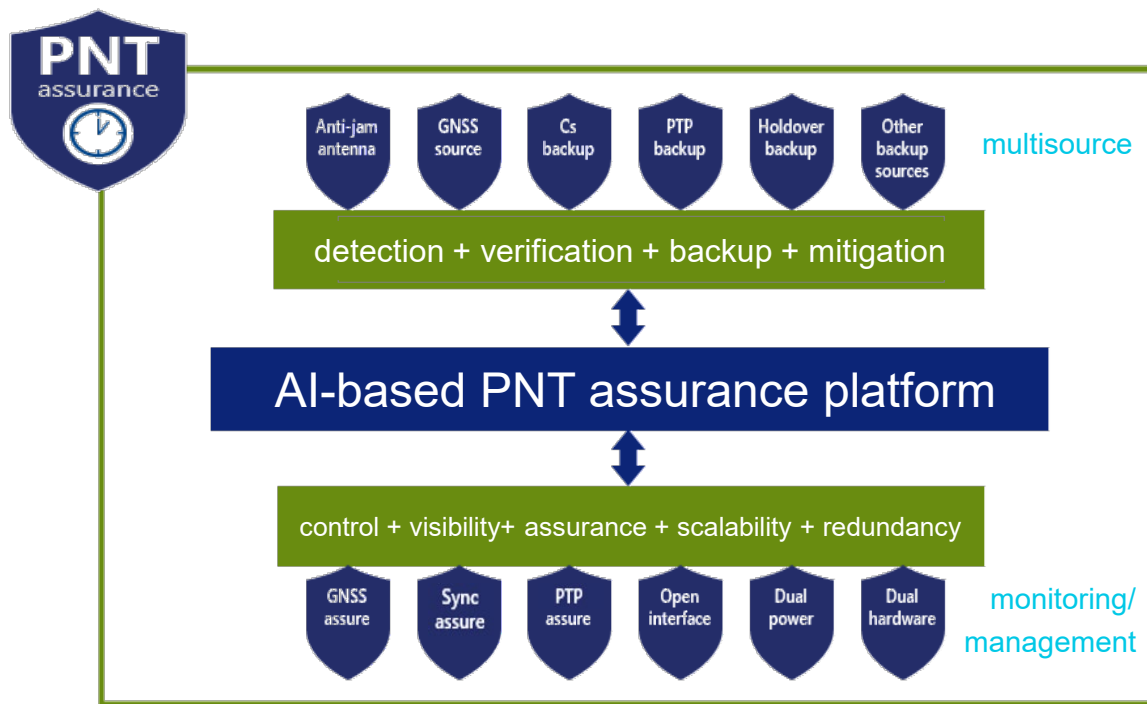 PNT
assurance
Anti-jam
antenna
GNSS
source
Cs
backup
PTP
backup
Holdover
backup
Other
backup
sources
multisource
detection + verification + backup + mitigation
AI-based PNT assurance platform
control + visibility+ assurance + scalability + redundancy
GNSS
assure
Sync
assure
PTP
assure
Open
interface
Dual
power
Dual
hardware
monitoring/
management